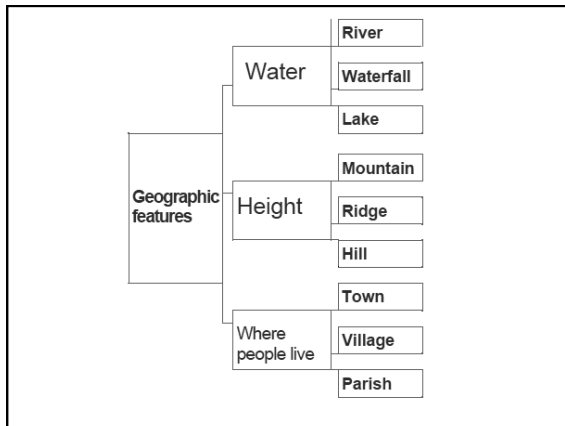 Geographic
features
Water
River
Waterfall
Lake
Height
Mountain
Ridge
Hill
Where
people live
Town
Village
Parish